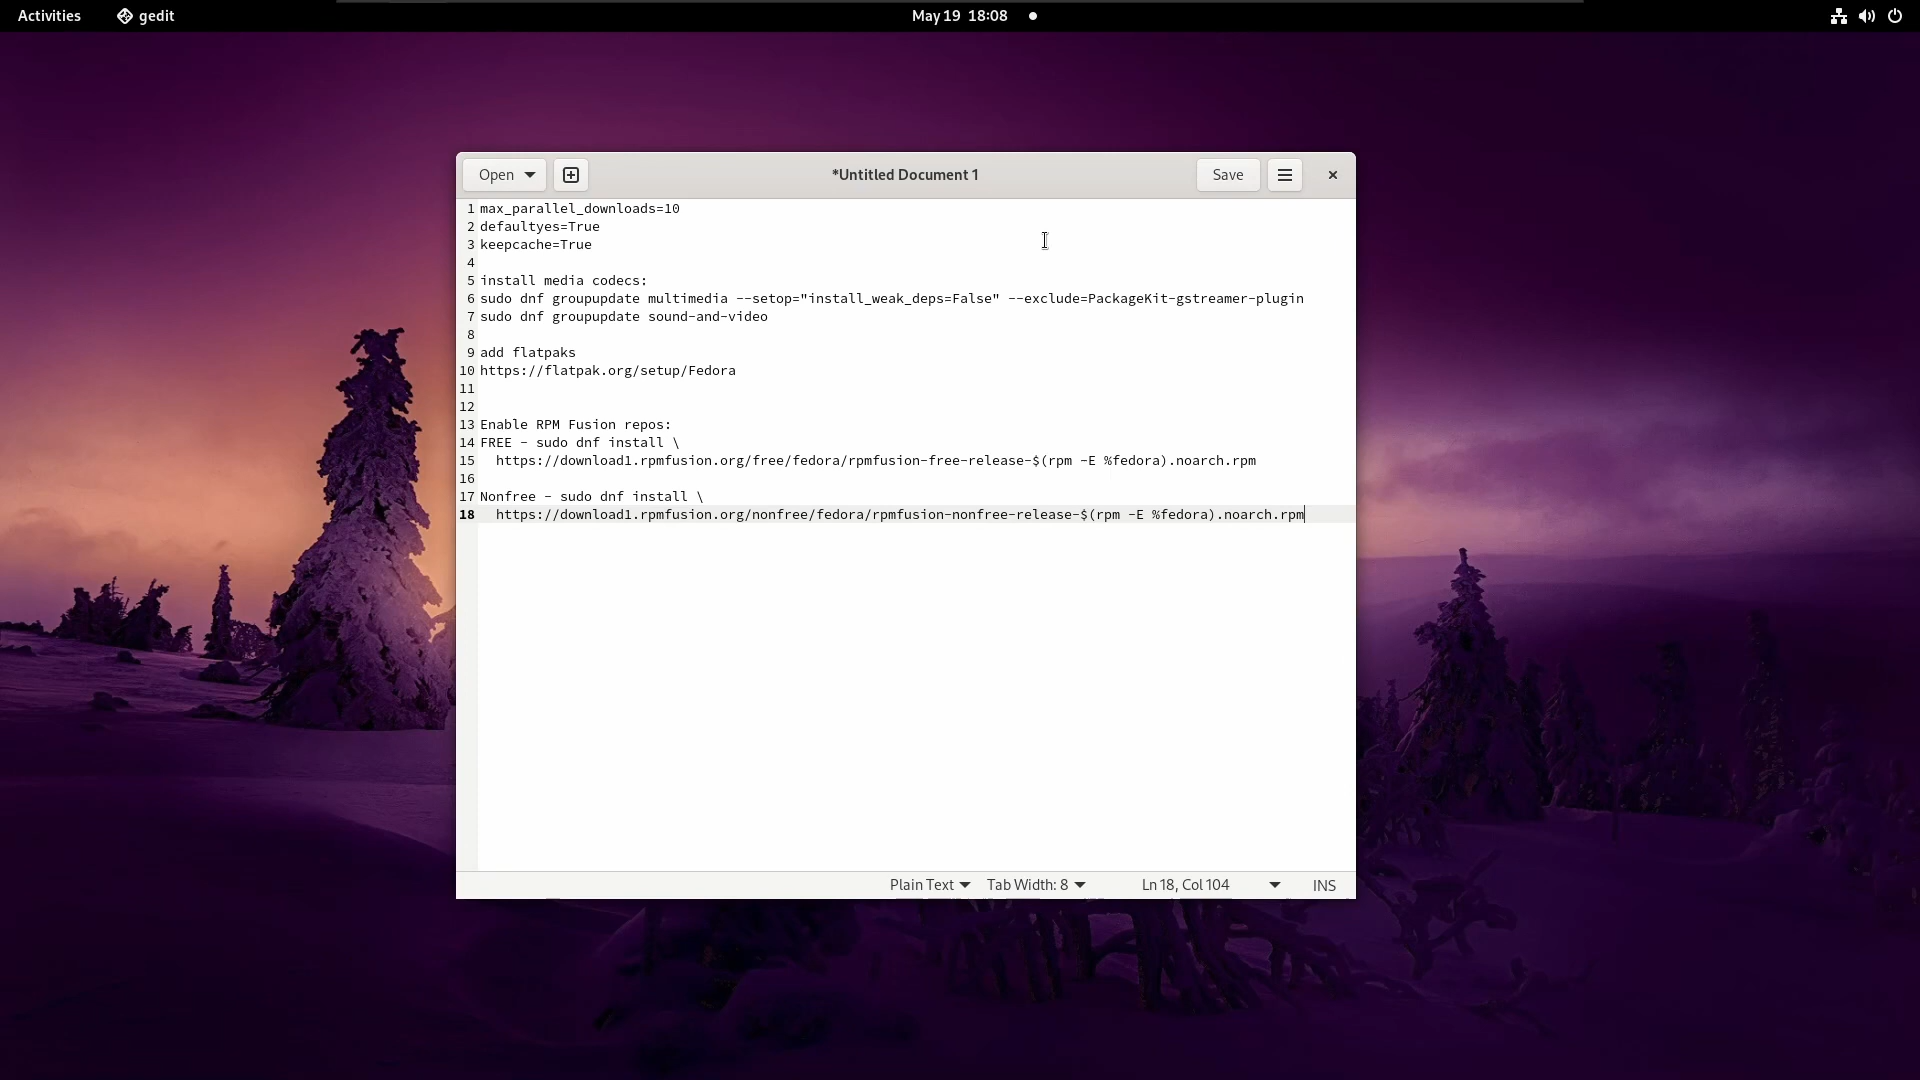 Activities gedit May 19 18:08
Open *Untitled Document 1 Save
1 max_parallel_downloads=10
2 defaultyes=True
3 keepcache=True
4
5 install media codecs:
6 sudo dnf groupupdate multimedia --setop="install_weak_deps=False" --exclude=PackageKit-gstreamer-plugin
7 sudo dnf groupupdate sound-and-video
8
9 add flatpaks
10 https://flatpak.org/setup/Fedora
11
12
13 Enable RPM Fusion repos:
14 FREE - sudo dnf install \
15   https://download1.rpmfusion.org/free/fedora/rpmfusion-free-release-$(rpm -E %fedora).noarch.rpm
16
17 Nonfree - sudo dnf install \
18   https://download1.rpmfusion.org/nonfree/fedora/rpmfusion-nonfree-release-$(rpm -E %fedora).noarch.rpm
Plain Text Tab Width: 8 Ln 18, Col 104 INS